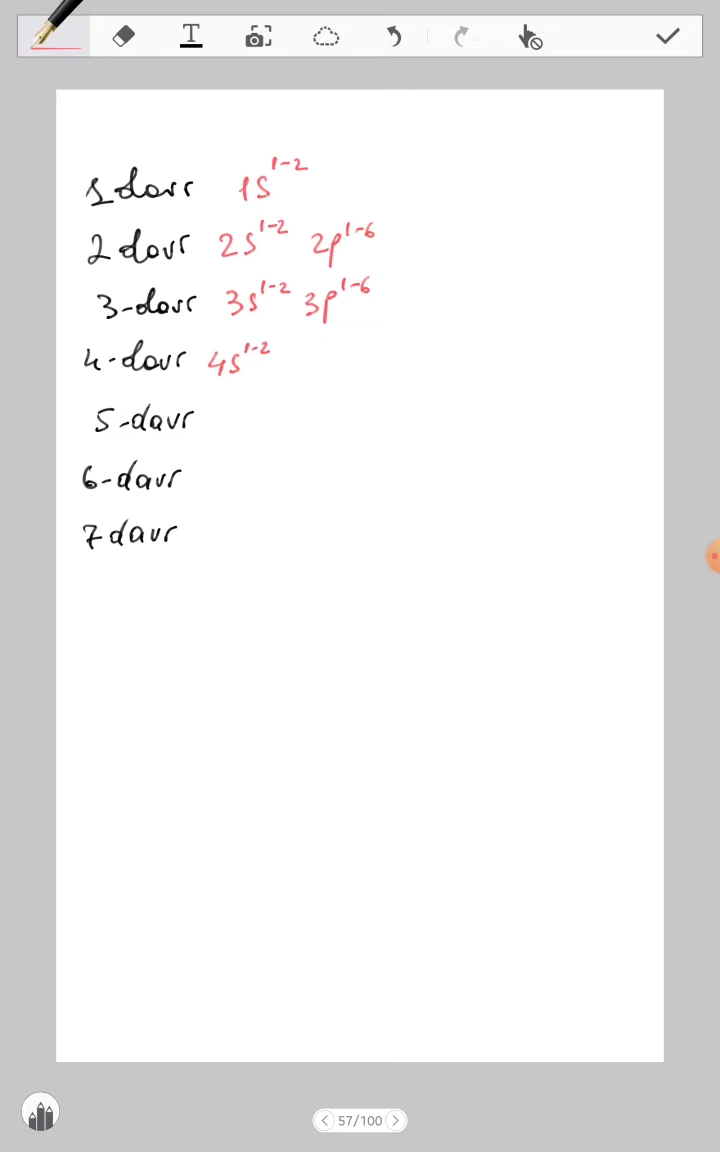 T
1 davr 1s¹⁻²
2 davr 2s¹⁻² 2p¹⁻⁶
3-davr 3s¹⁻² 3p¹⁻⁶
4-davr 4s¹⁻²
5-davr
6-davr
7 davr
57/100